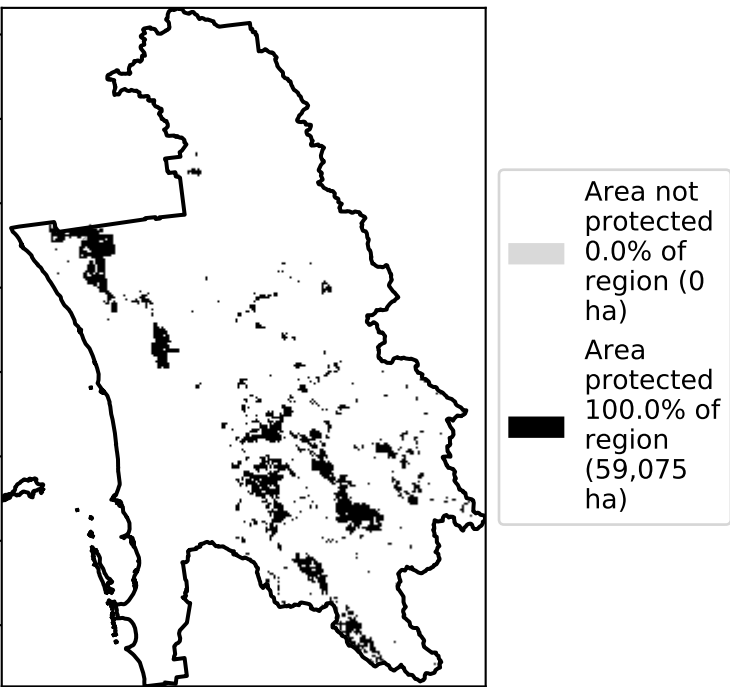 Area not
protected
0.0% of
region (0
ha)
Area
protected
100.0% of
region
(59,075
ha)